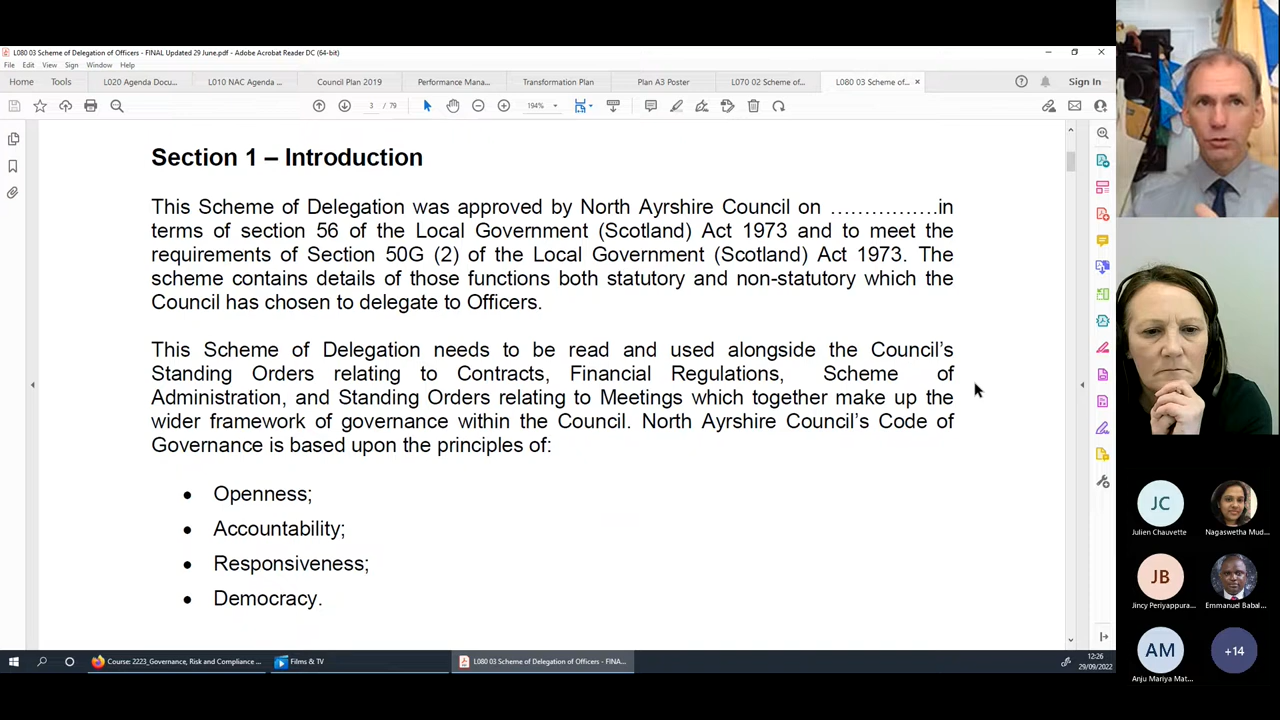 L080 03 Scheme of Delegation of Officers - FINAL Updated 29 June.pdf - Adobe Acrobat Reader DC (64-bit)
File Edit View Sign Window Help
Home Tools L020 Agenda Docu... L010 NAC Agenda ... Council Plan 2019 Performance Mana... Transformation Plan Plan A3 Poster L070 02 Scheme of... L080 03 Scheme of... × Sign In
3 / 79 194%
Section 1 – Introduction
This Scheme of Delegation was approved by North Ayrshire Council on …………….in
terms of section 56 of the Local Government (Scotland) Act 1973 and to meet the
requirements of Section 50G (2) of the Local Government (Scotland) Act 1973. The
scheme contains details of those functions both statutory and non-statutory which the
Council has chosen to delegate to Officers.
This Scheme of Delegation needs to be read and used alongside the Council's
Standing Orders relating to Contracts, Financial Regulations, Scheme of
Administration, and Standing Orders relating to Meetings which together make up the
wider framework of governance within the Council. North Ayrshire Council's Code of
Governance is based upon the principles of:
• Openness;
• Accountability;
• Responsiveness;
• Democracy.
JC
Julien Chauvette Nagaswetha Mud...
JB
Jincy Periyappura... Emmanuel Babal...
AM +14
Anju Mariya Mat...
Course: 2223_Governance, Risk and Compliance ... Films & TV L080 03 Scheme of Delegation of Officers - FINA... 12:26
29/09/2022